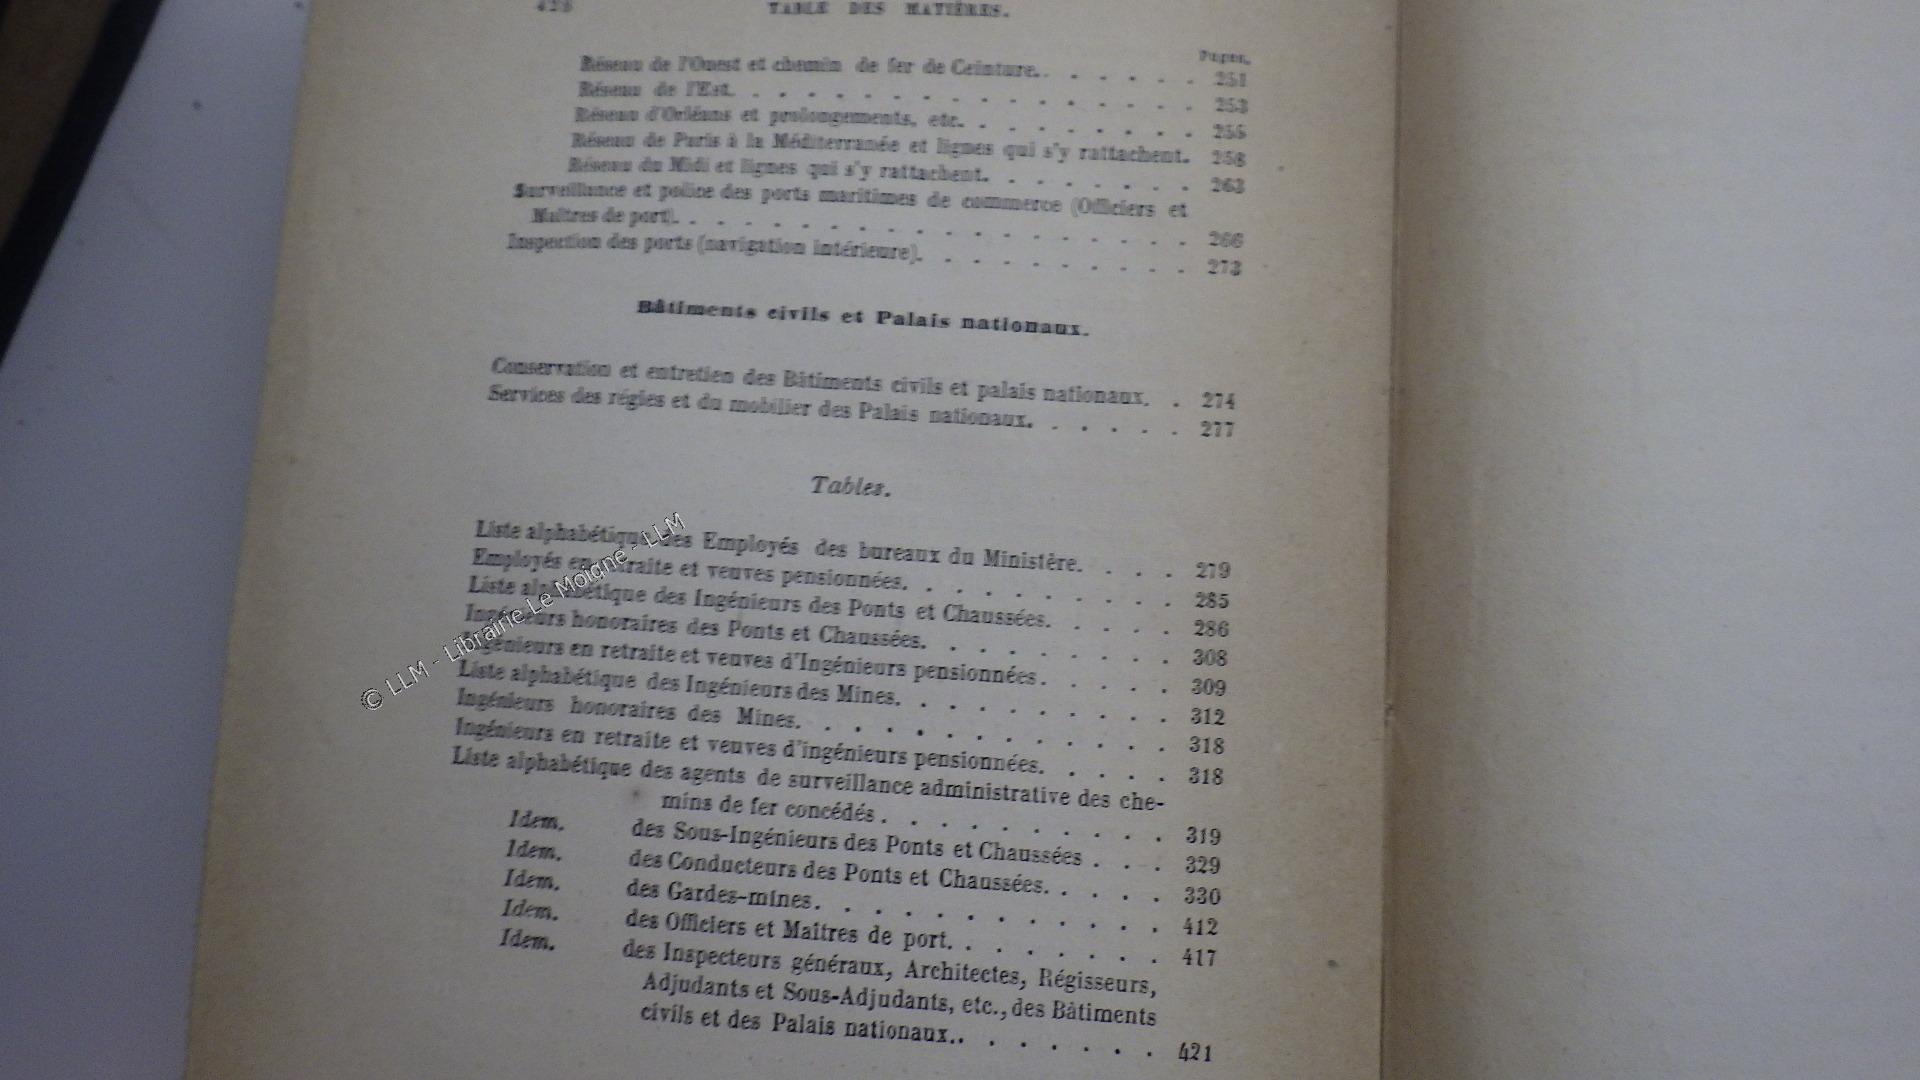 428 TABLE DES MATIÈRES.
Pages.
Réseau de l'Ouest et chemin de fer de Ceinture. . . . . . . 251
Réseau de l'Est. . . . . . . . . . . . . . . . . 253
Réseau d'Orléans et prolongements, etc. . . . . . . . . 255
Réseau de Paris à la Méditerranée et lignes qui s'y rattachent. 258
Réseau du Midi et lignes qui s'y rattachent. . . . . . . . 263
Surveillance et police des ports maritimes de commerce (Officiers et
Maîtres de port). . . . . . . . . . . . . . . . . . 266
Inspection des ports (navigation intérieure). . . . . . . . . . 273
Bâtiments civils et Palais nationaux.
Conservation et entretien des Bâtiments civils et palais nationaux. . 274
Services des régies et du mobilier des Palais nationaux. . . . . . 277
Tables.
Liste alphabétique des Employés des bureaux du Ministère. . . . 279
Employés en retraite et veuves pensionnées. . . . . . . . . . 285
Liste alphabétique des Ingénieurs des Ponts et Chaussées. . . . . 286
Ingénieurs honoraires des Ponts et Chaussées. . . . . . . . . 308
Ingénieurs en retraite et veuves d'Ingénieurs pensionnées. . . . . 309
Liste alphabétique des Ingénieurs des Mines. . . . . . . . . . 312
Ingénieurs honoraires des Mines. . . . . . . . . . . . . 318
Ingénieurs en retraite et veuves d'ingénieurs pensionnées. . . . . 318
Liste alphabétique des agents de surveillance administrative des che-
mins de fer concédés . . . . . . . . . . 319
Idem. des Sous-Ingénieurs des Ponts et Chaussées . . . 329
Idem. des Conducteurs des Ponts et Chaussées. . . . . 330
Idem. des Gardes-mines. . . . . . . . . . . . 412
Idem. des Officiers et Maîtres de port. . . . . . . . 417
Idem. des Inspecteurs généraux, Architectes, Régisseurs,
Adjudants et Sous-Adjudants, etc., des Bâtiments
civils et des Palais nationaux.. . . . . . . 421
© LLM - Librairie Le Moigne - LLM